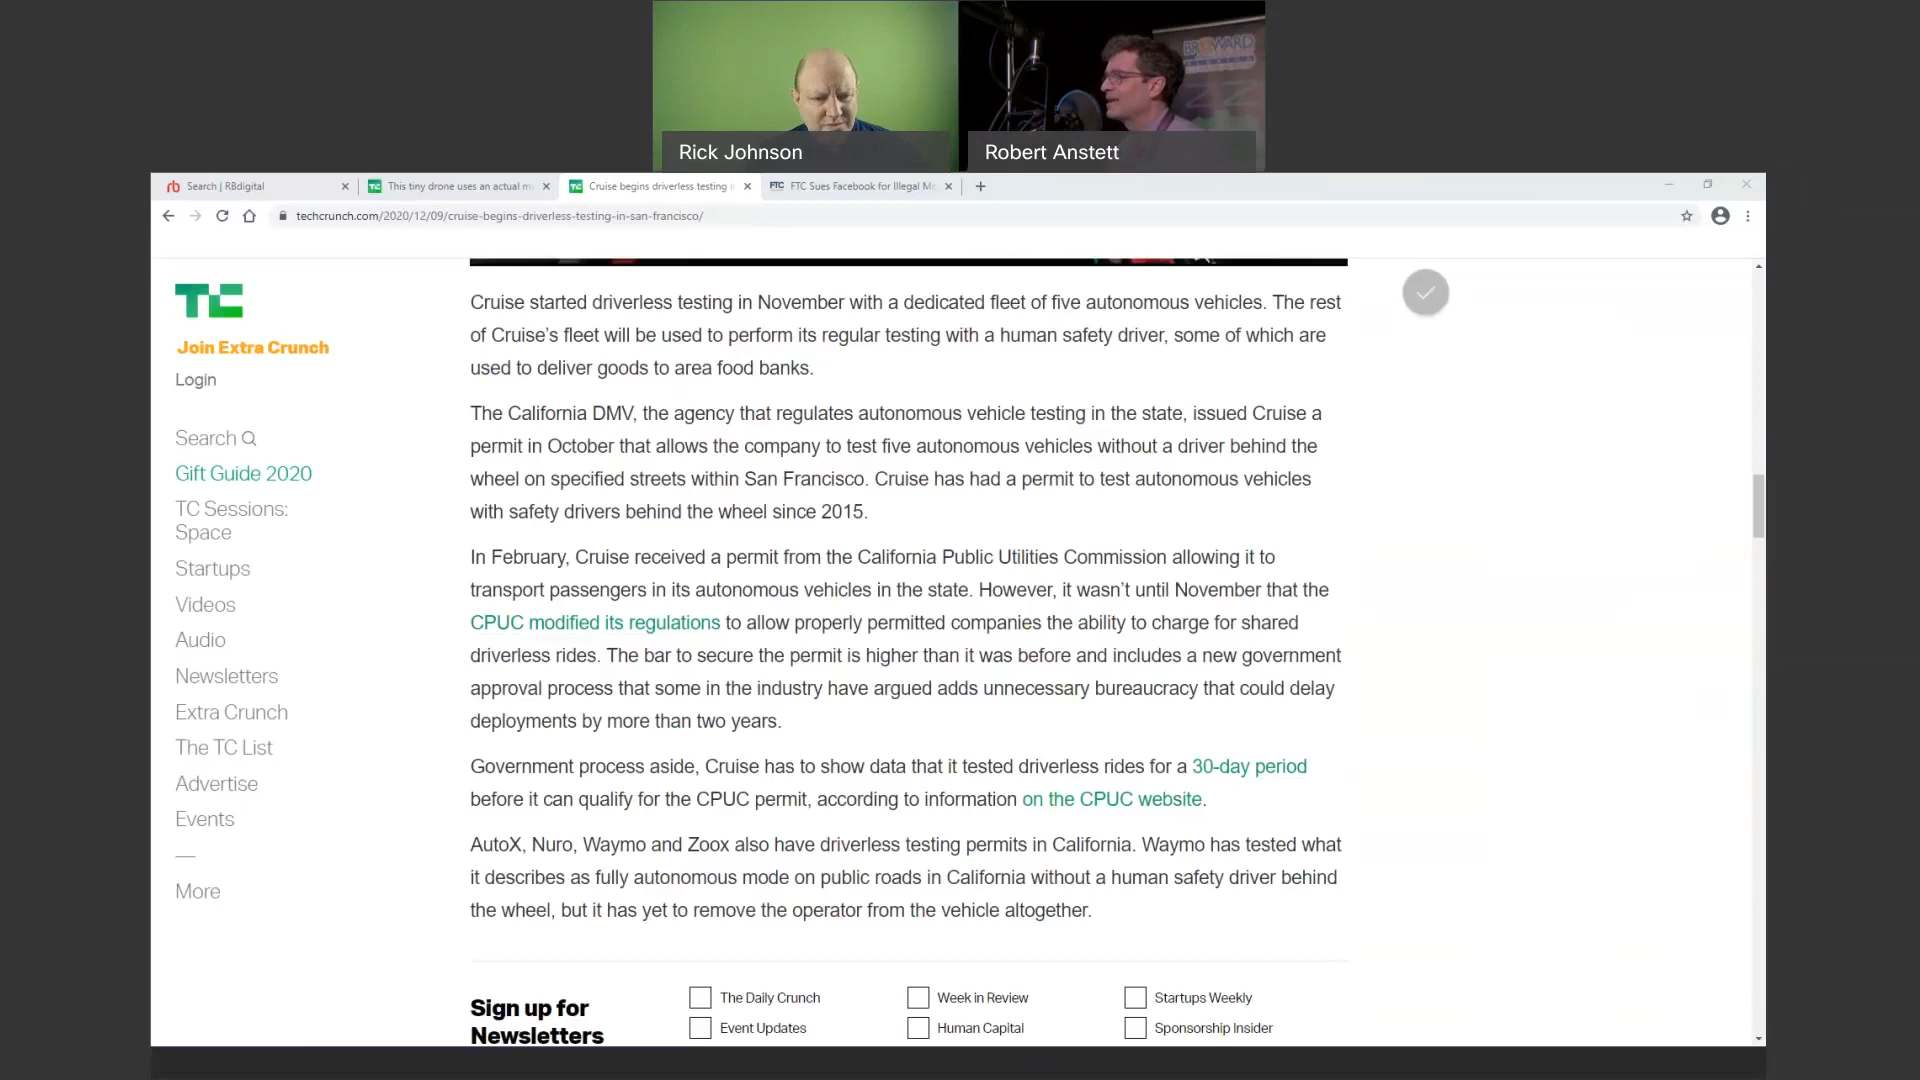 BROWARD
Rick Johnson
Robert Anstett
Search | RBdigital
This tiny drone uses an actual m
Cruise begins driverless testing i
FTC Sues Facebook for Illegal M
techcrunch.com/2020/12/09/cruise-begins-driverless-testing-in-san-francisco/
TC
Join Extra Crunch
Login
Search
Gift Guide 2020
TC Sessions:
Space
Startups
Videos
Audio
Newsletters
Extra Crunch
The TC List
Advertise
Events
—
More
Cruise started driverless testing in November with a dedicated fleet of five autonomous vehicles. The rest
of Cruise’s fleet will be used to perform its regular testing with a human safety driver, some of which are
used to deliver goods to area food banks.
The California DMV, the agency that regulates autonomous vehicle testing in the state, issued Cruise a
permit in October that allows the company to test five autonomous vehicles without a driver behind the
wheel on specified streets within San Francisco. Cruise has had a permit to test autonomous vehicles
with safety drivers behind the wheel since 2015.
In February, Cruise received a permit from the California Public Utilities Commission allowing it to
transport passengers in its autonomous vehicles in the state. However, it wasn’t until November that the
CPUC modified its regulations to allow properly permitted companies the ability to charge for shared
driverless rides. The bar to secure the permit is higher than it was before and includes a new government
approval process that some in the industry have argued adds unnecessary bureaucracy that could delay
deployments by more than two years.
Government process aside, Cruise has to show data that it tested driverless rides for a 30-day period
before it can qualify for the CPUC permit, according to information on the CPUC website.
AutoX, Nuro, Waymo and Zoox also have driverless testing permits in California. Waymo has tested what
it describes as fully autonomous mode on public roads in California without a human safety driver behind
the wheel, but it has yet to remove the operator from the vehicle altogether.
Sign up for
Newsletters
The Daily Crunch
Week in Review
Startups Weekly
Event Updates
Human Capital
Sponsorship Insider